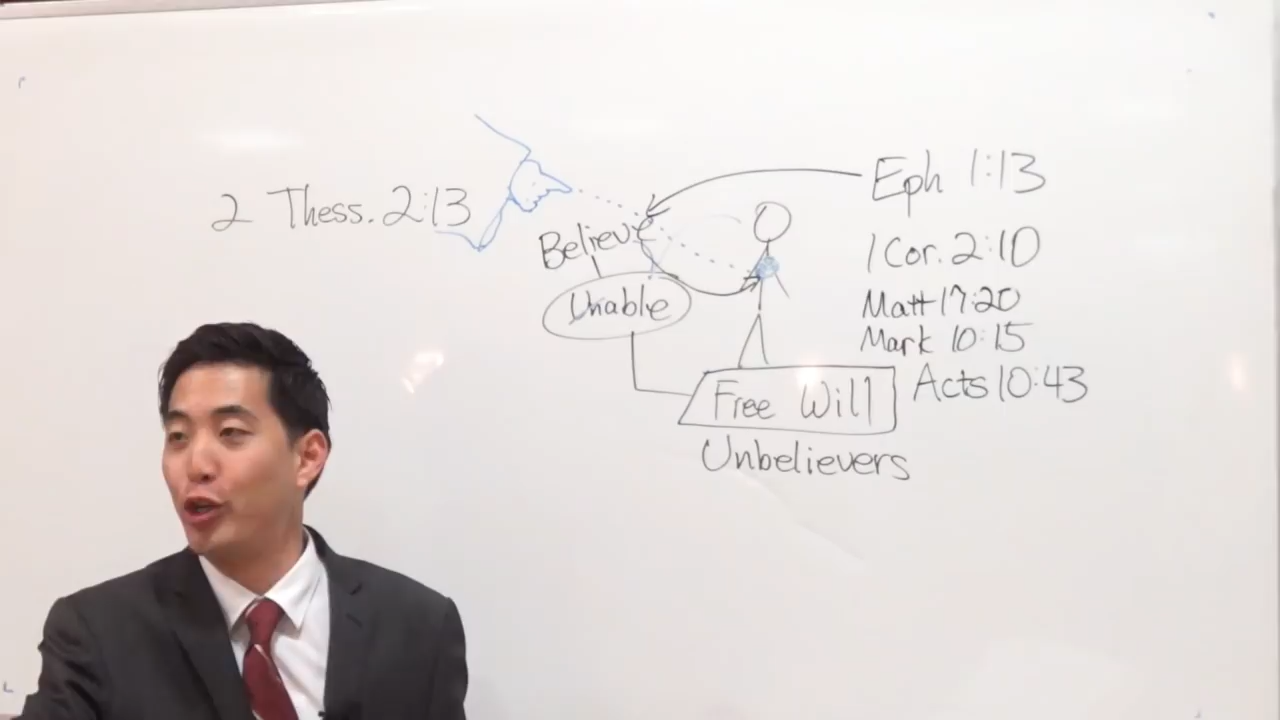 2 Thess. 2:13
Believe
Unable
Eph 1:13
1 Cor. 2:10
Matt 17:20
Mark 10:15
Acts 10:43
Free Will
Unbelievers